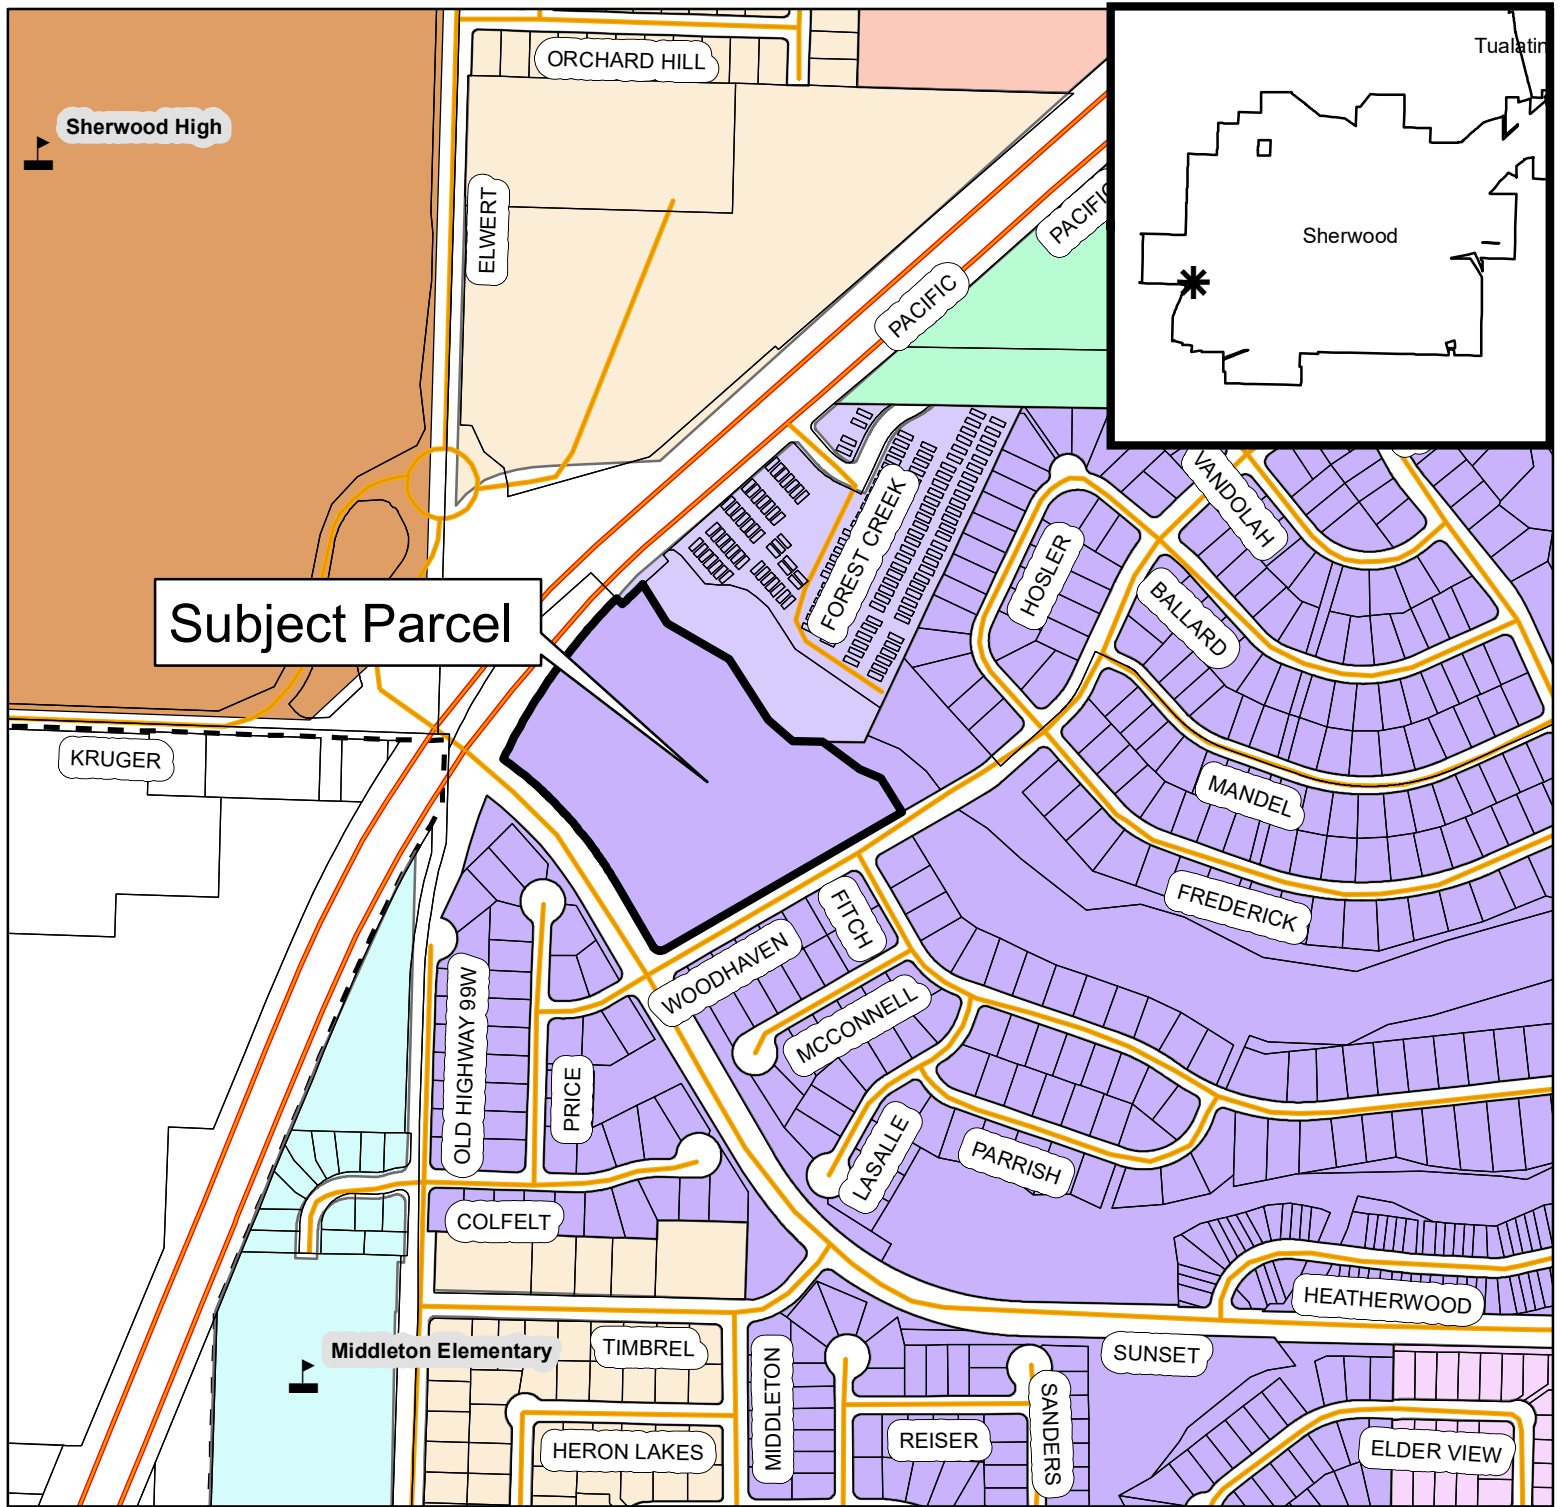 ORCHARD HILL
Tualatin
Sherwood High
ELWERT
PACIFIC
Sherwood
PACIFIC
VANDOLAH
FOREST CREEK
HOSLER
BALLARD
Subject Parcel
KRUGER
MANDEL
FREDERICK
FITCH
WOODHAVEN
OLD HIGHWAY 99W
MCCONNELL
PRICE
LASALLE
PARRISH
COLFELT
HEATHERWOOD
Middleton Elementary
TIMBREL
MIDDLETON
SUNSET
SANDERS
HERON LAKES
REISER
ELDER VIEW